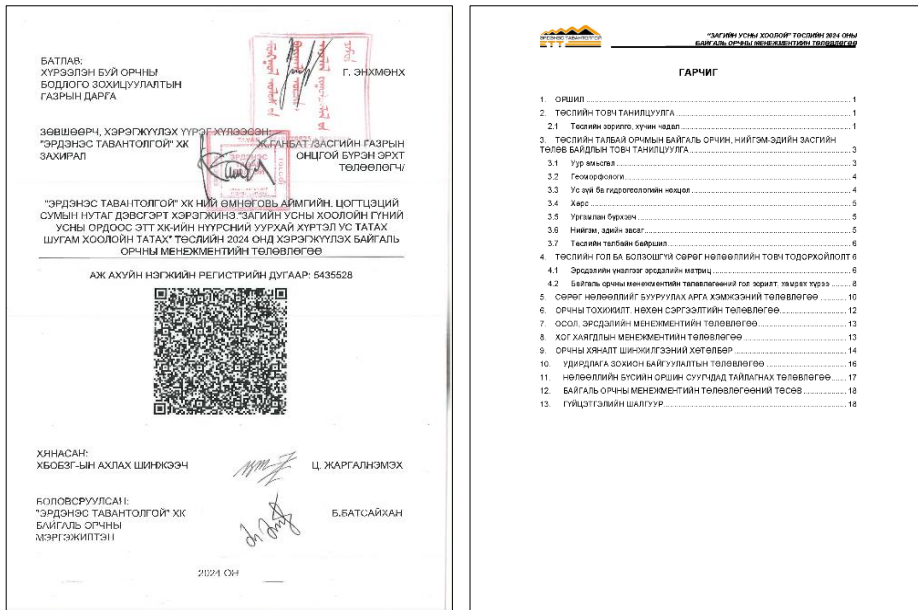 БАТЛАВ:
ХҮРЭЭЛЭН БУЙ ОРЧНЫ
БОДЛОГО ЗОХИЦУУЛАЛТЫН
ГАЗРЫН ДАРГА
Г. ЭНХМӨНХ
ЗӨВШӨӨРЧ, ХЭРЭГЖҮҮЛЭХ ҮҮРЭГ ХҮЛЭЭСЭН:
"ЭРДЭНЭС ТАВАНТОЛГОЙ" ХК
ЗАХИРАЛ
Ж.ГАНБАТ /ЗАСГИЙН ГАЗРЫН
ОНЦГОЙ БҮРЭН ЭРХТ
ТӨЛӨӨЛӨГЧ/
"ЭРДЭНЭС ТАВАНТОЛГОЙ" ХК НИЙ ӨМНӨГОВЬ АЙМГИЙН. ЦОГТЦЭЦИЙ
СУМЫН НУТАГ ДЭВСГЭРТ ХЭРЭГЖИНЭ."ЗАГИЙН УСНЫ ХООЛОЙН ГҮНИЙ
УСНЫ ОРДООС ЭТТ ХК-ИЙН НҮҮРСНИЙ УУРХАЙ ХҮРТЭЛ УС ТАТАХ
ШУГАМ ХООЛОЙН ТАТАХ" ТӨСЛИЙН 2024 ОНД ХЭРЭГЖҮҮЛЭХ БАЙГАЛЬ
ОРЧНЫ МЕНЕЖМЕНТИЙН ТӨЛӨВЛӨГӨӨ
АЖ АХУЙН НЭГЖИЙН РЕГИСТРИЙН ДУГААР: 5435528
ХЯНАСАН:
ХБОБЗГ-ЫН АХЛАХ ШИНЖЭЭЧ
Ц. ЖАРГАЛНЭМЭХ
БОЛОВСРУУЛСАН:
"ЭРДЭНЭС ТАВАНТОЛГОЙ" ХК
БАЙГАЛЬ ОРЧНЫ
МЭРГЭЖИЛТЭН
Б.БАТСАЙХАН
2024 ОН
ЭРДЭНЭС ТАВАНТОЛГОЙ
"ЗАГИЙН УСНЫ ХООЛОЙ" ТӨСЛИЙН 2024 ОНЫ
БАЙГАЛЬ ОРЧНЫ МЕНЕЖМЕНТИЙН ТӨЛӨВЛӨГӨӨ
ГАРЧИГ
1. ОРШИЛ 1
2. ТӨСЛИЙН ТОВЧ ТАНИЛЦУУЛГА 1
2.1 Төслийн зорилго, хүчин чадал 1
3. ТӨСЛИЙН ТАЛБАЙ ОРЧМЫН БАЙГАЛЬ ОРЧИН, НИЙГЭМ-ЭДИЙН ЗАСГИЙН
ТӨЛӨВ БАЙДЛЫН ТОВЧ ТАНИЛЦУУЛГА 3
3.1 Уур амьсгал 3
3.2 Геоморфологи 4
3.3 Ус зүй ба гидрогеологийн нөхцөл 4
3.4 Хөрс 5
3.5 Ургамлан бүрхэвч 5
3.6 Нийгэм, эдийн засаг 5
3.7 Төслийн талбайн байршил 6
4. ТӨСЛИЙН ГОЛ БА БОЛЗОШГҮЙ СӨРӨГ НӨЛӨӨЛЛИЙН ТОВЧ ТОДОРХОЙЛОЛТ 6
4.1 Эрсдэлийн үнэлгээ эрсдэлийн матриц 6
4.2 Байгаль орчны менежментийн төлөвлөгөөний гол зорилт, хамрах хүрээ 8
5. СӨРӨГ НӨЛӨӨЛЛИЙГ БУУРУУЛАХ АРГА ХЭМЖЭЭНИЙ ТӨЛӨВЛӨГӨӨ 10
6. ОРЧНЫ ТОХИЖИЛТ, НӨХӨН СЭРГЭЭЛТИЙН ТӨЛӨВЛӨГӨӨ 12
7. ОСОЛ, ЭРСДЭЛИЙН МЕНЕЖМЕНТИЙН ТӨЛӨВЛӨГӨӨ 13
8. ХОГ ХАЯГДЛЫН МЕНЕЖМЕНТИЙН ТӨЛӨВЛӨГӨӨ 13
9. ОРЧНЫ ХЯНАЛТ ШИНЖИЛГЭЭНИЙ ХӨТӨЛБӨР 14
10. УДИРДЛАГА ЗОХИОН БАЙГУУЛАЛТЫН ТӨЛӨВЛӨГӨӨ 16
11. НӨЛӨӨЛЛИЙН БҮСИЙН ОРШИН СУУГЧДАД ТАЙЛАГНАХ ТӨЛӨВЛӨГӨӨ 17
12. БАЙГАЛЬ ОРЧНЫ МЕНЕЖМЕНТИЙН ТӨЛӨВЛӨГӨӨНИЙ ТӨСӨВ 18
13. ГҮЙЦЭТГЭЛИЙН ШАЛГУУР 18